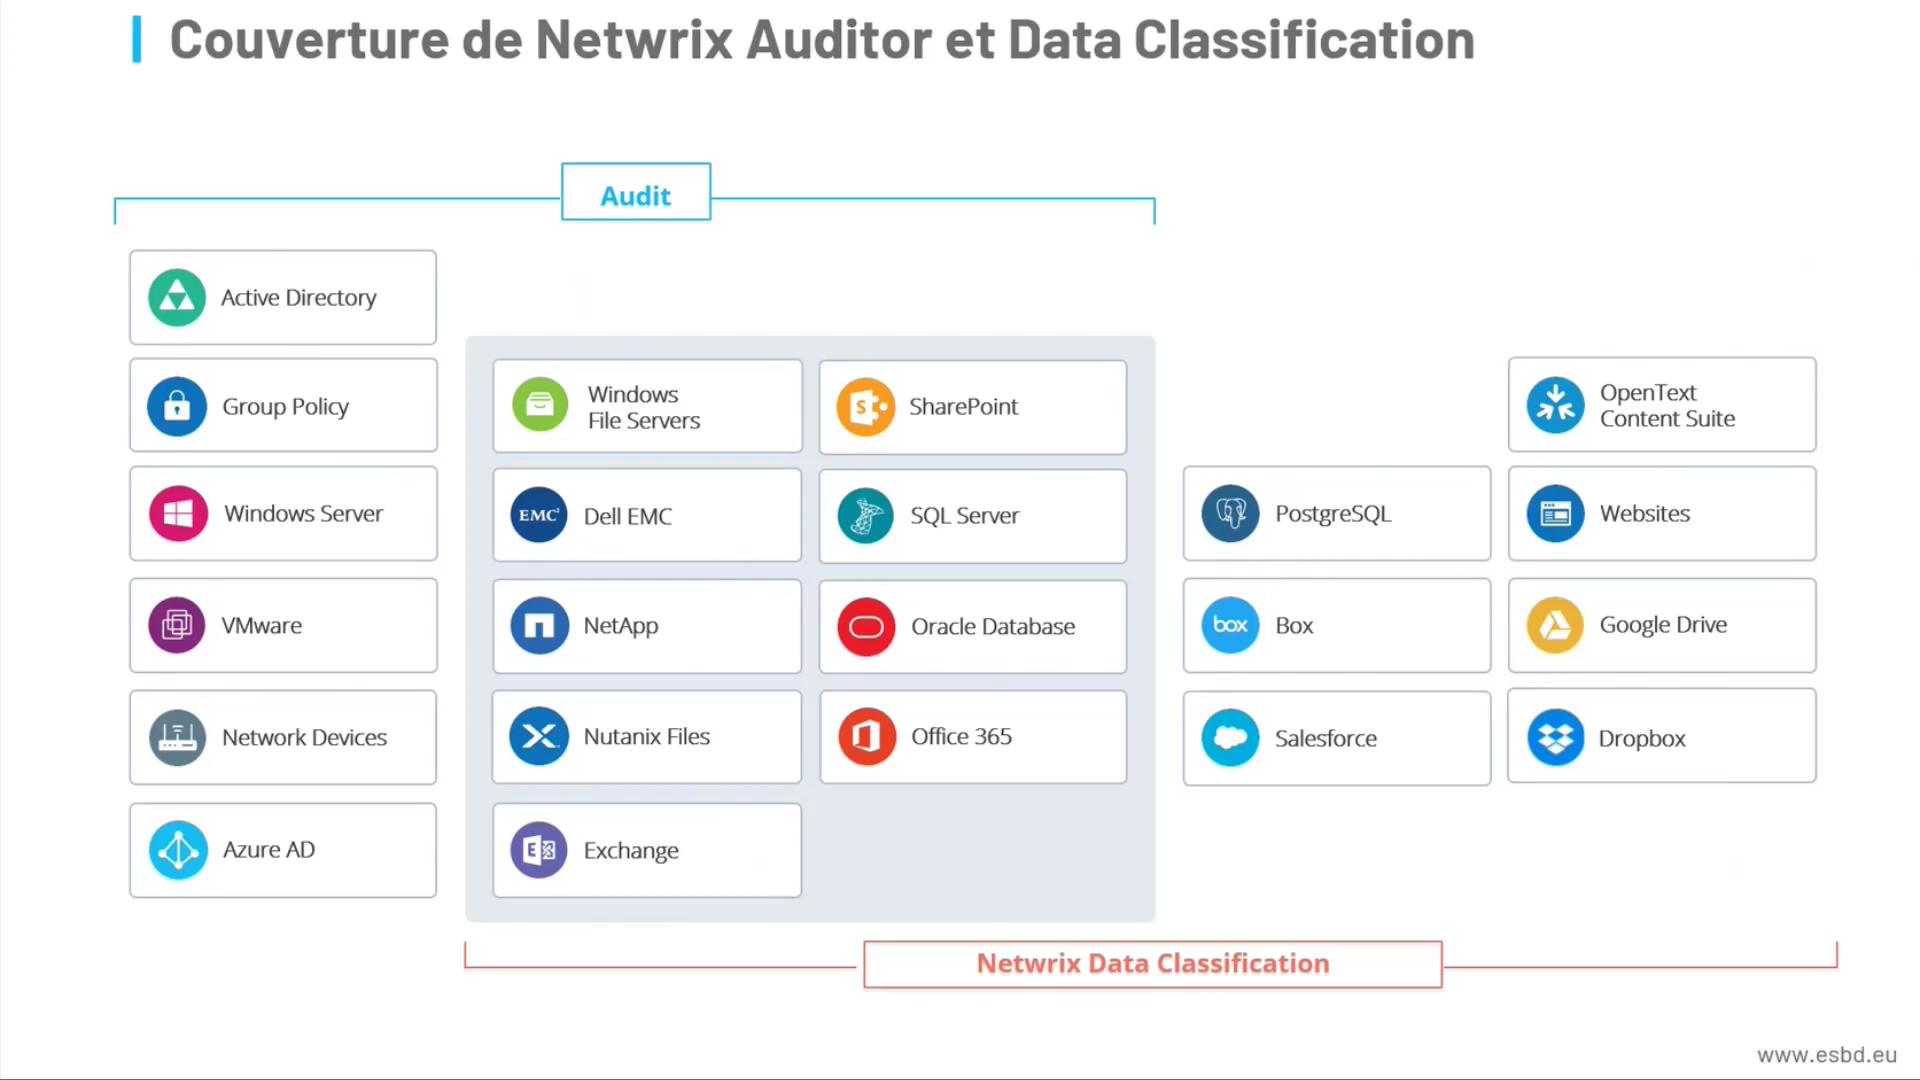 Couverture de Netwrix Auditor et Data Classification
Audit
Active Directory
Group Policy
Windows Server
VMware
Network Devices
Azure AD
Windows
File Servers
EMC²
Dell EMC
NetApp
Nutanix Files
E
Exchange
S
SharePoint
SQL Server
Oracle Database
Office 365
PostgreSQL
box
Box
Salesforce
OpenText
Content Suite
Websites
Google Drive
Dropbox
Netwrix Data Classification
www.esbd.eu